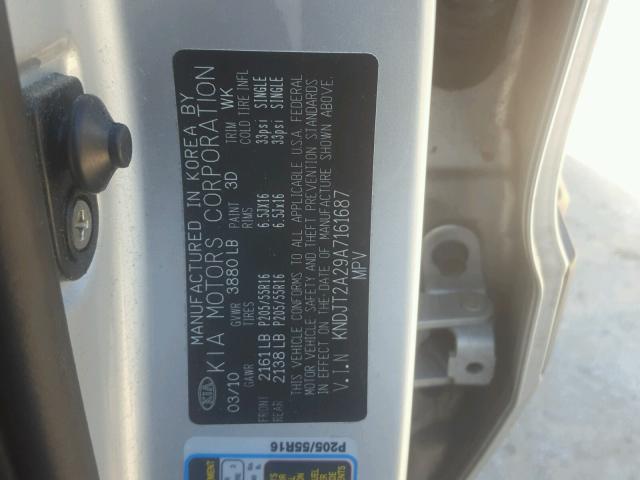 MANUFACTURED IN KOREA BY
KIA KIA MOTORS CORPORATION
03/10 GVWR 3880 LB PAINT 3D TRIM WK
GAWR TIRES RIMS COLD TIRE INFL
FRONT 2161 LB P205/55R16 6.5JX16 33psi SINGLE
REAR 2138 LB P205/55R16 6.5JX16 33psi SINGLE
THIS VEHICLE CONFORMS TO ALL APPLICABLE U.S.A. FEDERAL
MOTOR VEHICLE SAFETY AND THEFT PREVENTION STANDARDS
IN EFFECT ON THE DATE OF MANUFACTURE SHOWN ABOVE.
V.I.N KNDJT2A29A7161687
MPV
P205/55R16